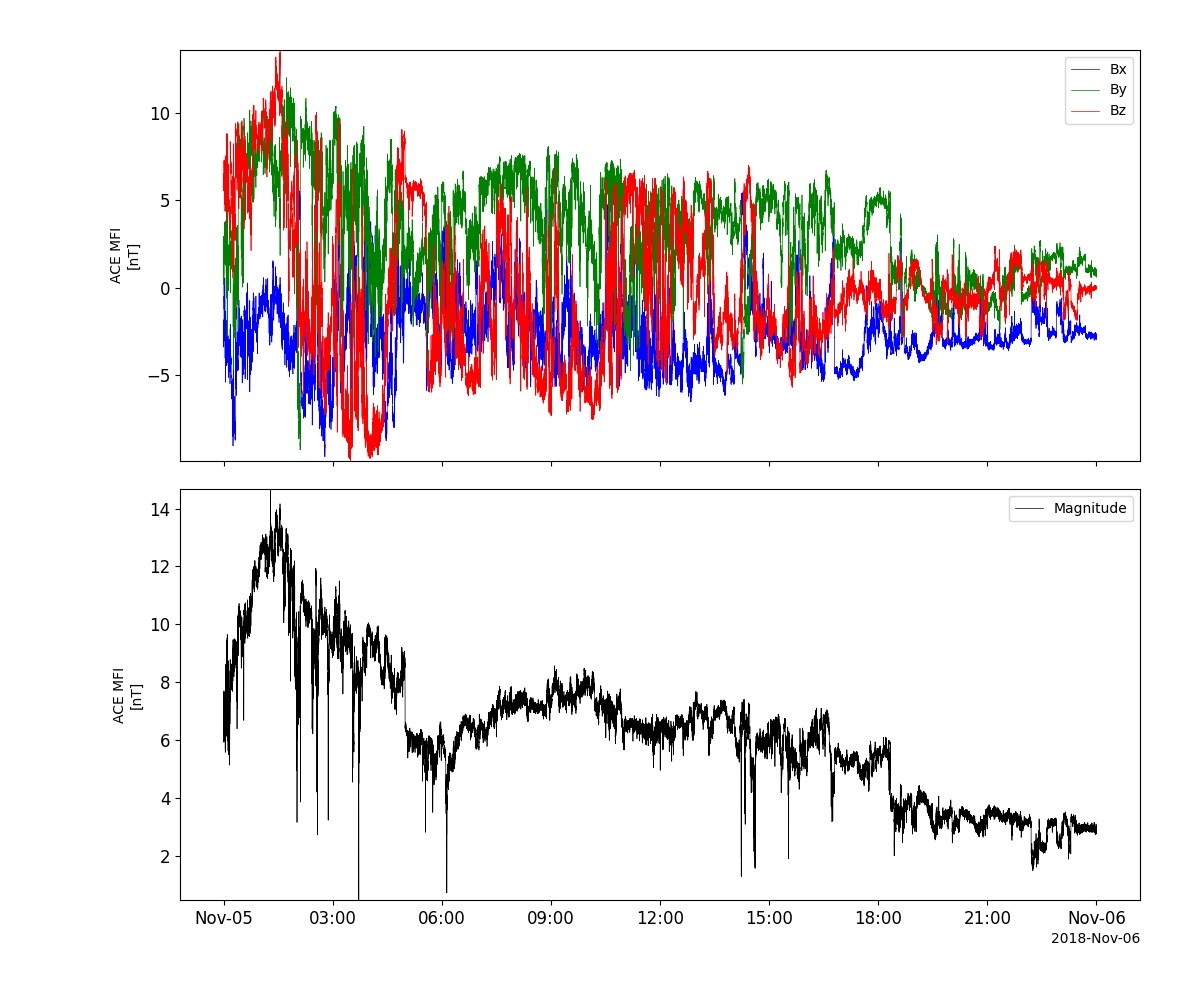 Bx
By
Bz
10
5
0
−5
ACE MFI
[nT]
Magnitude
14
12
10
8
6
4
2
ACE MFI
[nT]
Nov-05 03:00 06:00 09:00 12:00 15:00 18:00 21:00 Nov-06
2018-Nov-06